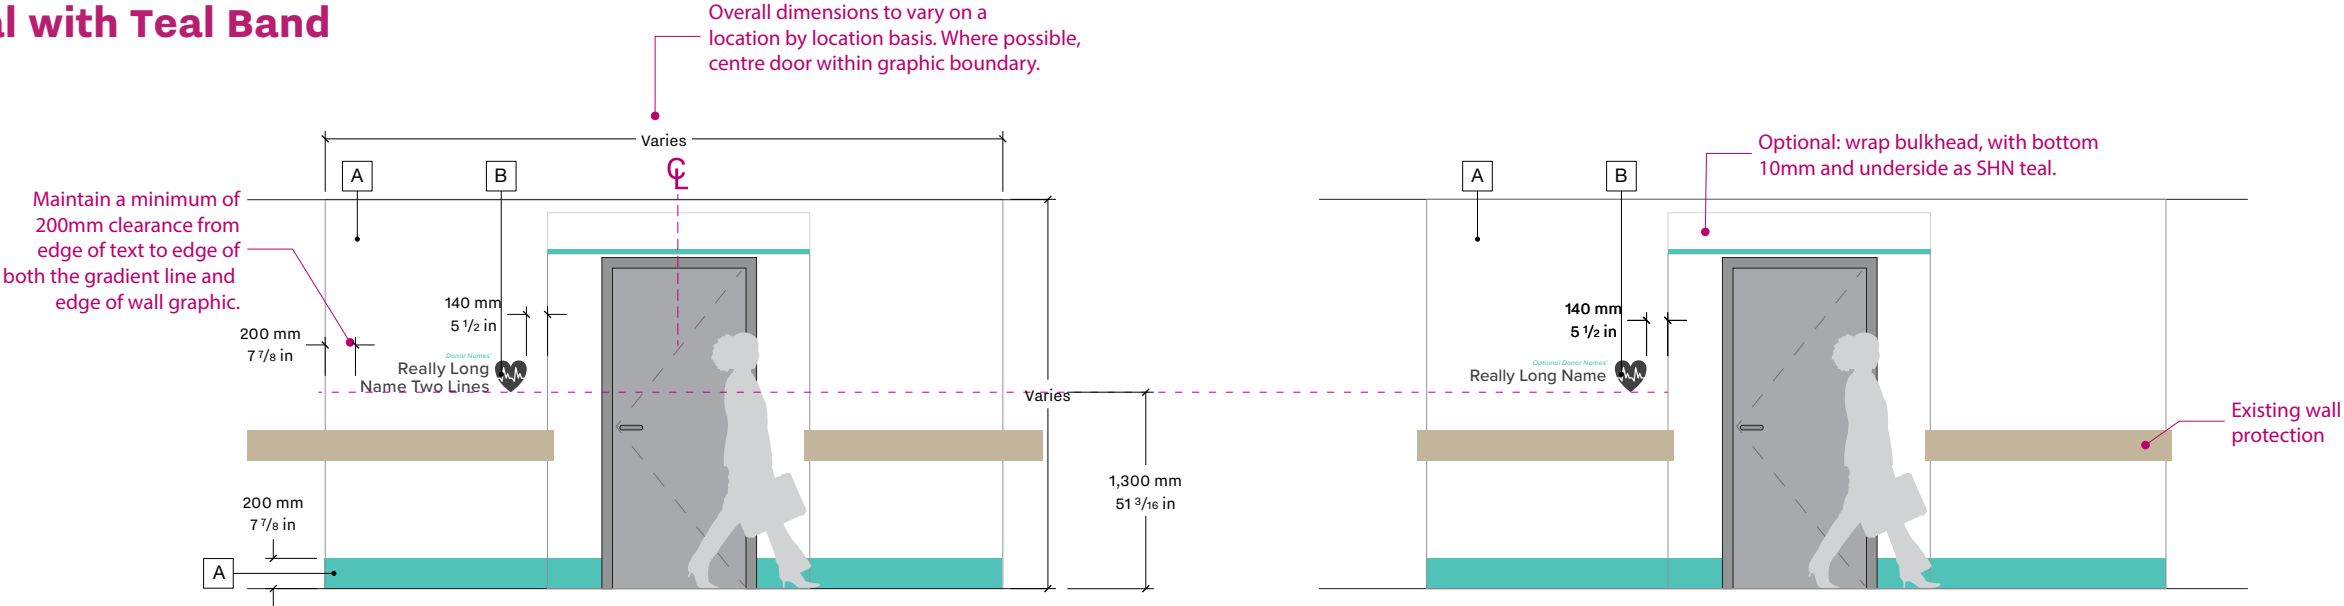 l with Teal Band
Overall dimensions to vary on a
location by location basis. Where possible,
centre door within graphic boundary.
Varies
A
B
CL
Maintain a minimum of
200mm clearance from
edge of text to edge of
both the gradient line and
edge of wall graphic.
140 mm
5 1/2 in
200 mm
7 7/8 in
Donor Names'
Really Long
Name Two Lines
Varies
200 mm
7 7/8 in
1,300 mm
51 3/16 in
A
A
B
Optional: wrap bulkhead, with bottom
10mm and underside as SHN teal.
140 mm
5 1/2 in
Optional Donor Names'
Really Long Name
Existing wall
protection